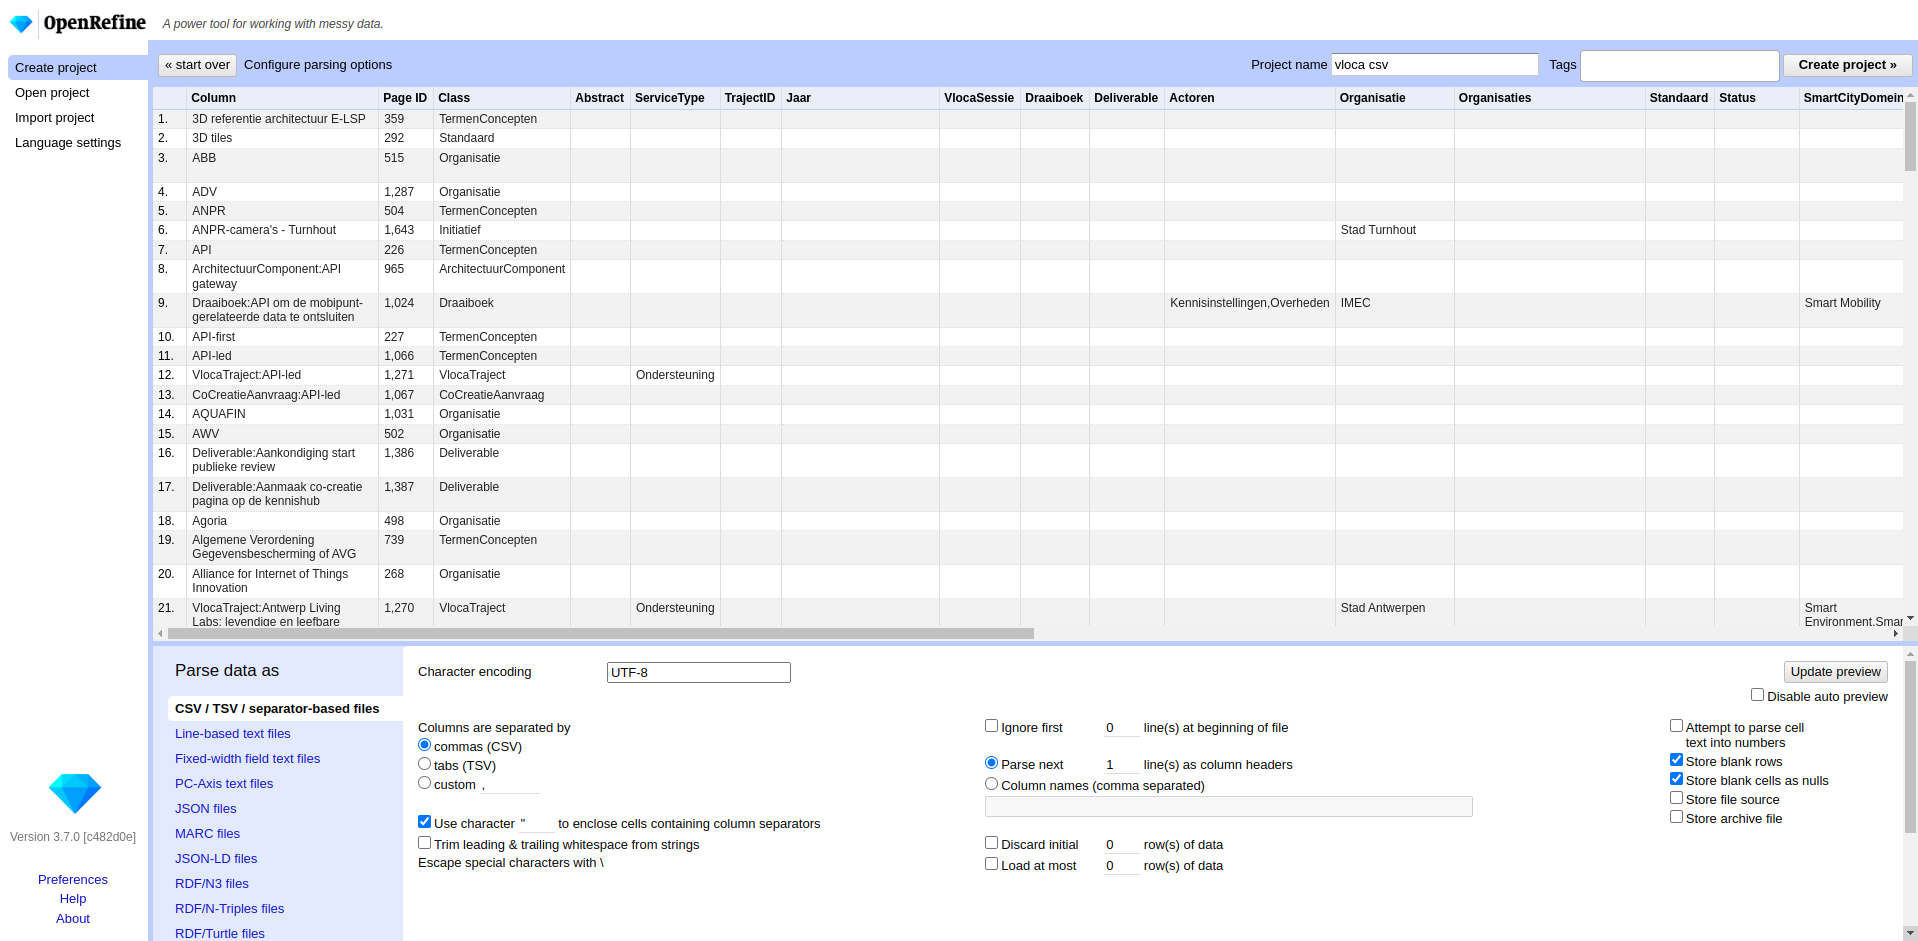 OpenRefine A power tool for working with messy data.
Create project
Open project
Import project
Language settings
« start over Configure parsing options Project name vloca csv Tags Create project »
Column Page ID Class Abstract ServiceType TrajectID Jaar VlocaSessie Draaiboek Deliverable Actoren Organisatie Organisaties Standaard Status SmartCityDomein
1. 3D referentie architectuur E-LSP 359 TermenConcepten
2. 3D tiles 292 Standaard
3. ABB 515 Organisatie
4. ADV 1,287 Organisatie
5. ANPR 504 TermenConcepten
6. ANPR-camera's - Turnhout 1,643 Initiatief Stad Turnhout
7. API 226 TermenConcepten
8. ArchitectuurComponent:API 965 ArchitectuurComponent
gateway
9. Draaiboek:API om de mobipunt- 1,024 Draaiboek Kennisinstellingen,Overheden IMEC Smart Mobility
gerelateerde data te ontsluiten
10. API-first 227 TermenConcepten
11. API-led 1,066 TermenConcepten
12. VlocaTraject:API-led 1,271 VlocaTraject Ondersteuning
13. CoCreatieAanvraag:API-led 1,067 CoCreatieAanvraag
14. AQUAFIN 1,031 Organisatie
15. AWV 502 Organisatie
16. Deliverable:Aankondiging start 1,386 Deliverable
publieke review
17. Deliverable:Aanmaak co-creatie 1,387 Deliverable
pagina op de kennishub
18. Agoria 498 Organisatie
19. Algemene Verordening 739 TermenConcepten
Gegevensbescherming of AVG
20. Alliance for Internet of Things 268 Organisatie
Innovation
21. VlocaTraject:Antwerp Living 1,270 VlocaTraject Ondersteuning Stad Antwerpen Smart
Labs: levendige en leefbare Environment,Smar
Parse data as
CSV / TSV / separator-based files
Line-based text files
Fixed-width field text files
PC-Axis text files
JSON files
MARC files
JSON-LD files
RDF/N3 files
RDF/N-Triples files
RDF/Turtle files
Character encoding UTF-8
Update preview
Disable auto preview
Columns are separated by
commas (CSV)
tabs (TSV)
custom ,
Use character " to enclose cells containing column separators
Trim leading & trailing whitespace from strings
Escape special characters with \
Ignore first 0 line(s) at beginning of file
Parse next 1 line(s) as column headers
Column names (comma separated)
Discard initial 0 row(s) of data
Load at most 0 row(s) of data
Attempt to parse cell
text into numbers
Store blank rows
Store blank cells as nulls
Store file source
Store archive file
Version 3.7.0 [c482d0e]
Preferences
Help
About